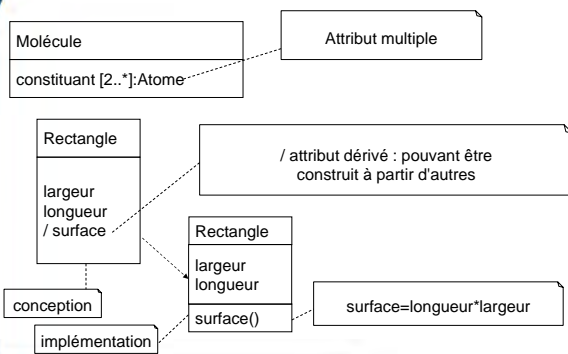 Molécule
constituant [2..*]:Atome
Attribut multiple
Rectangle
largeur
longueur
/ surface
/ attribut dérivé : pouvant être
construit à partir d'autres
conception
Rectangle
largeur
longueur
surface()
implémentation
surface=longueur*largeur